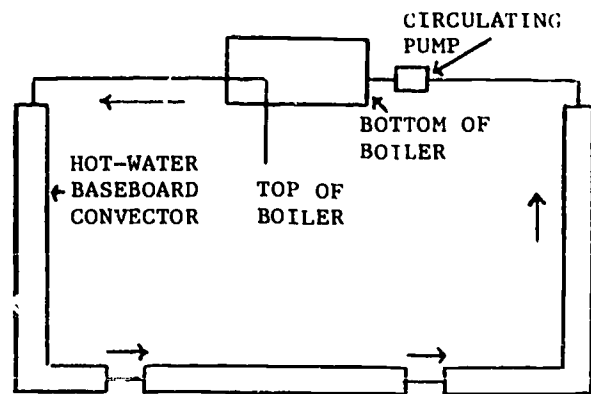 CIRCULATING
PUMP
BOTTOM OF
BOILER
HOT-WATER
BASEBOARD
CONVECTOR
TOP OF
BOILER